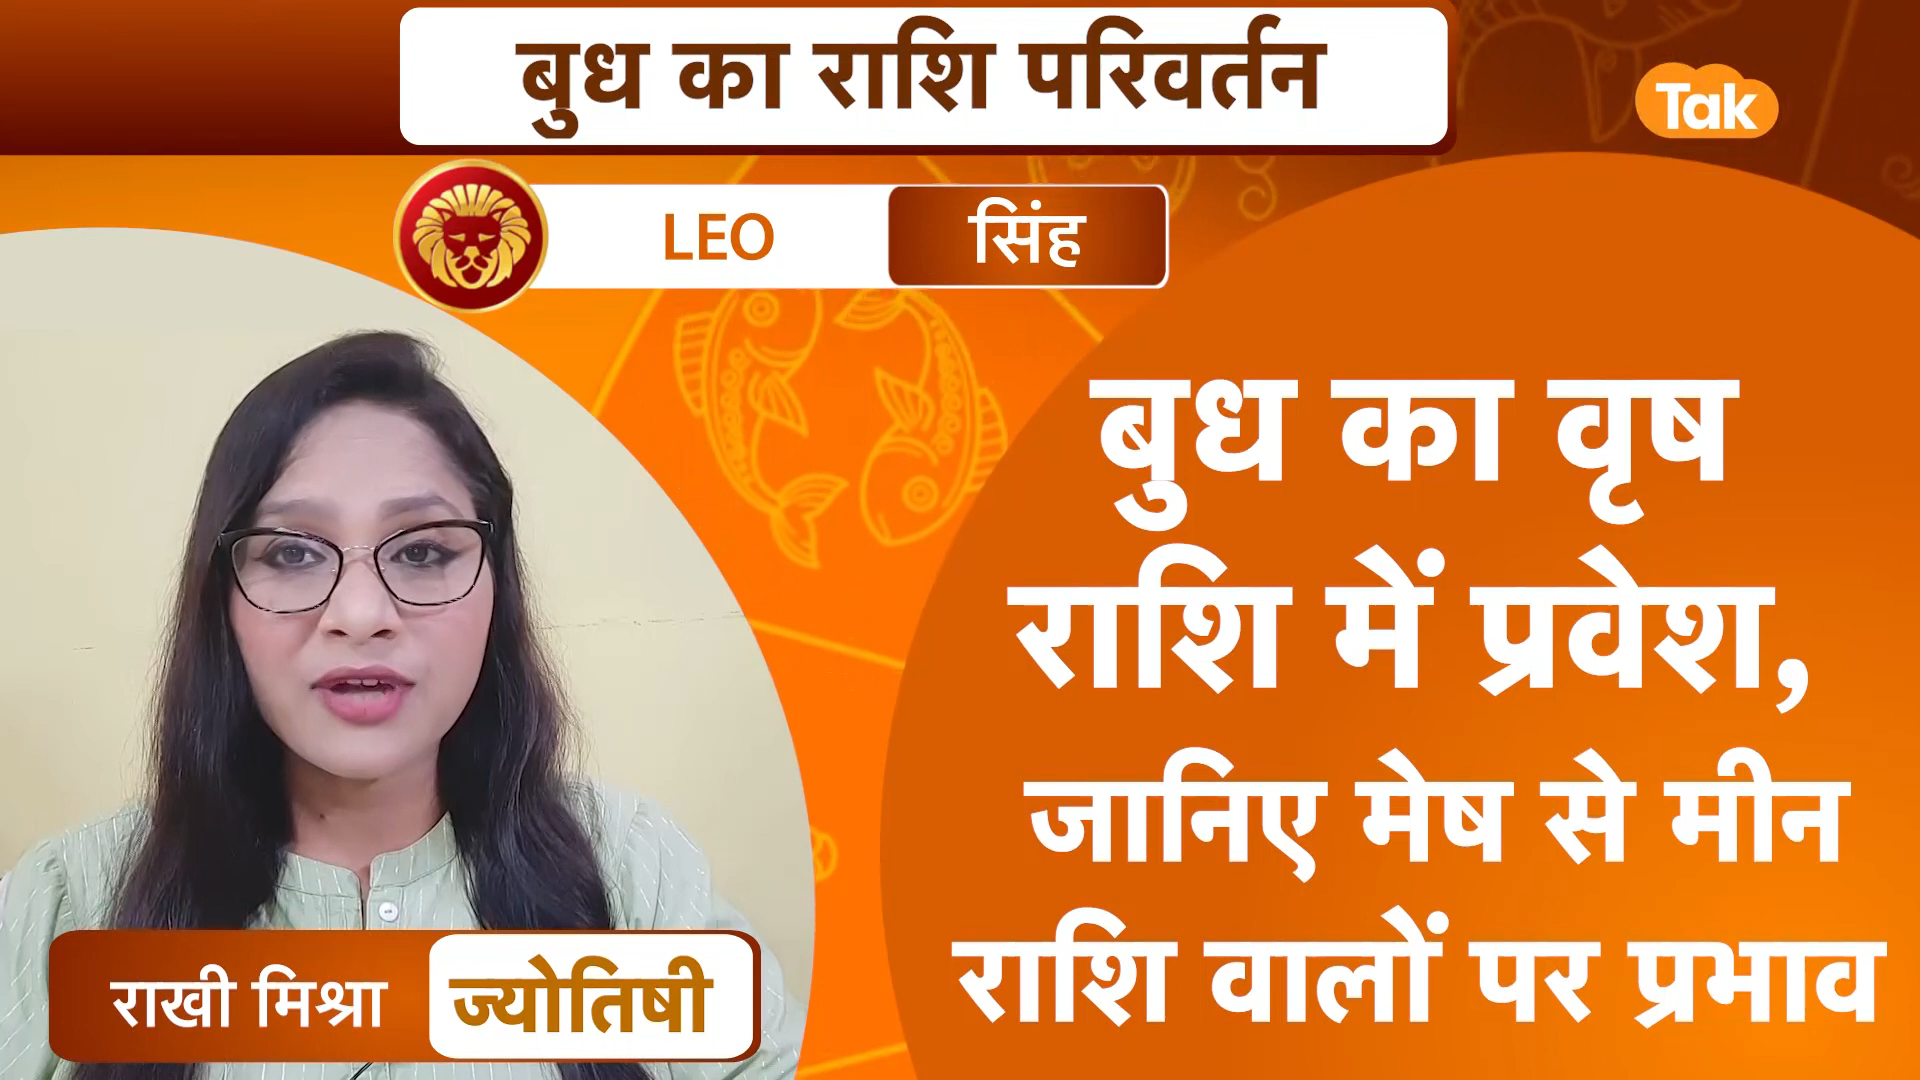 बुध का राशि परिवर्तन
Tak
LEO सिंह
बुध का वृष
राशि में प्रवेश,
जानिए मेष से मीन
राशि वालों पर प्रभाव
राखी मिश्रा ज्योतिषी